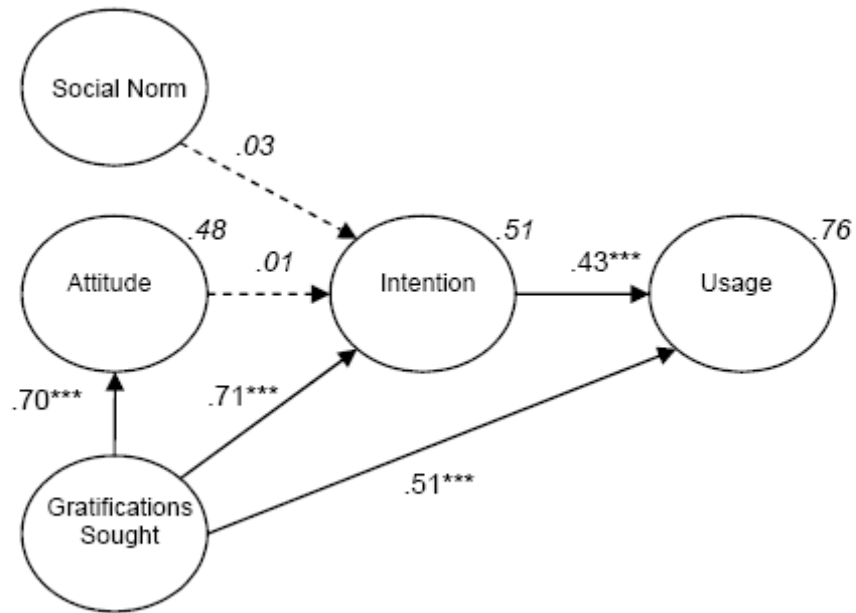 Social Norm
.03
.48
.51
.76
Attitude
.01
Intention
.43***
Usage
.70***
.71***
.51***
Gratifications
Sought